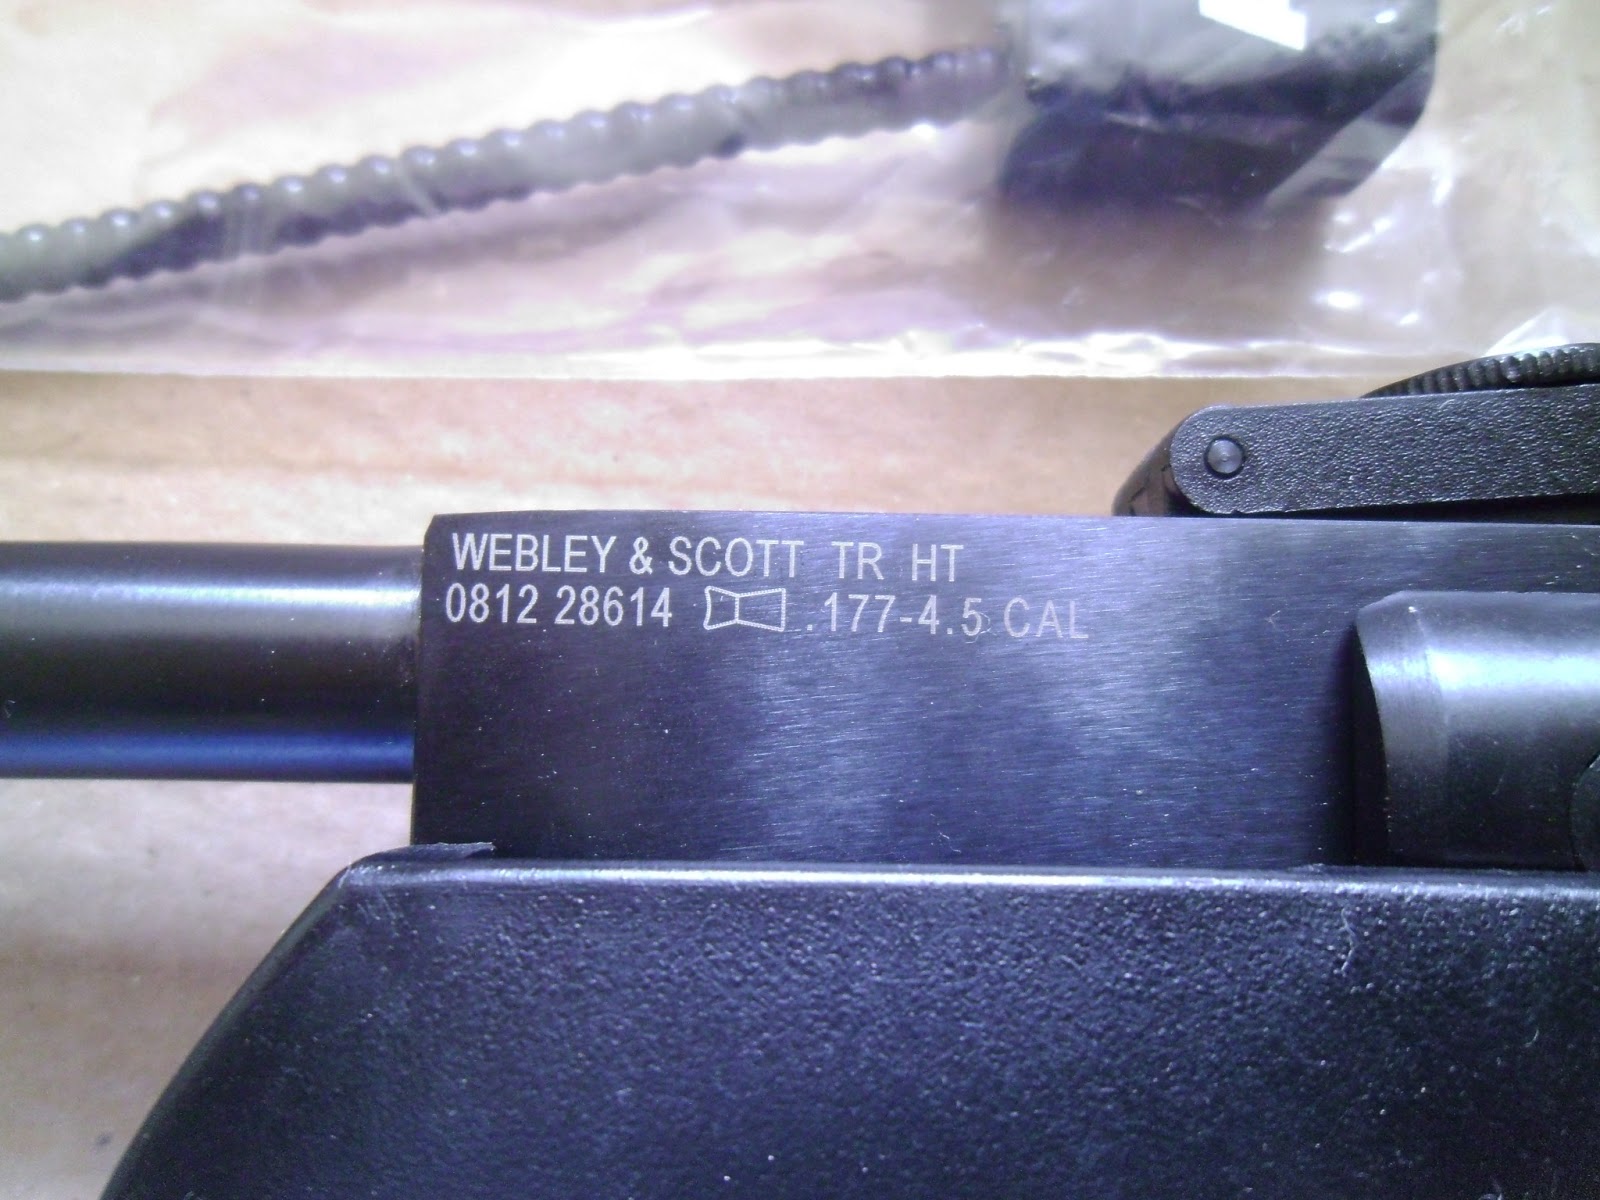 WEBLEY & SCOTT TR HT
0812 28614 .177-4.5 CAL